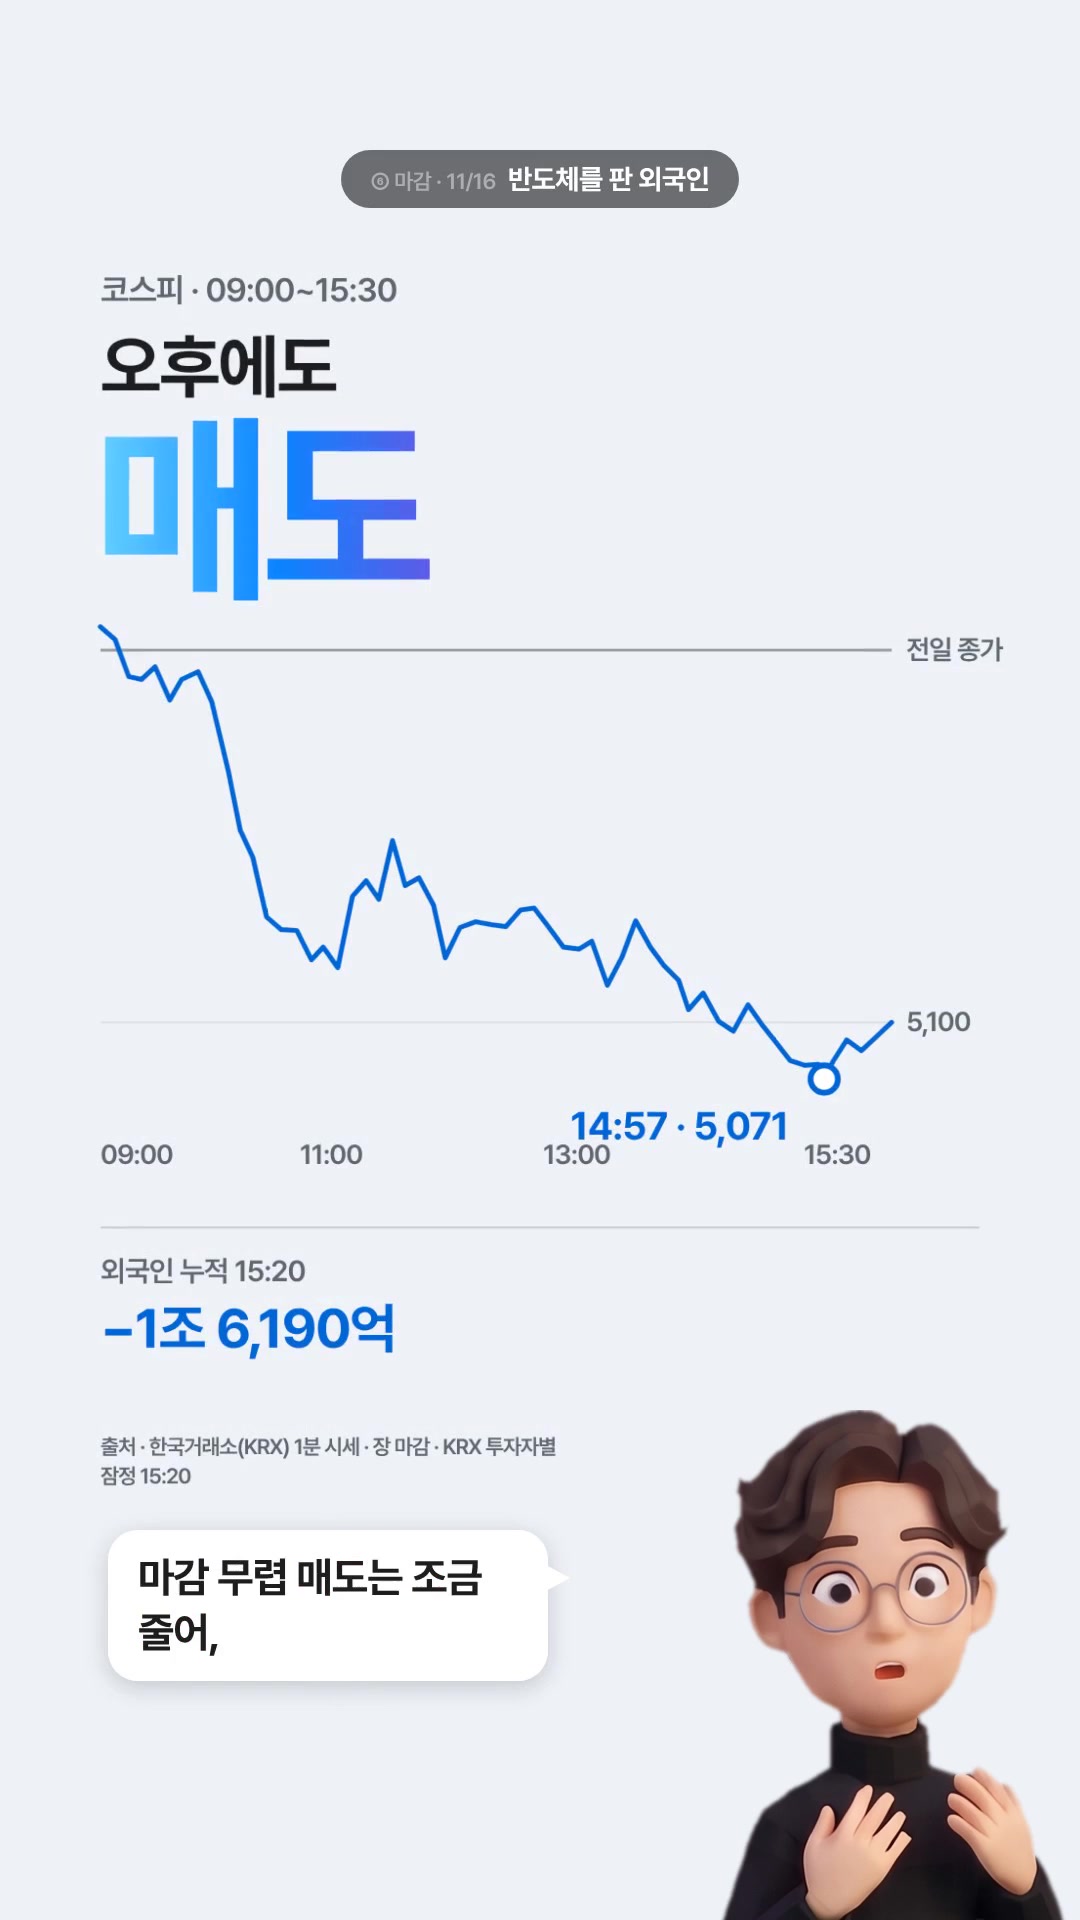 ⑥ 마감 · 11/16 반도체를 판 외국인
코스피 · 09:00~15:30
오후에도
매도
전일 종가
5,100
14:57 · 5,071
09:00 11:00 13:00 15:30
외국인 누적 15:20
−1조 6,190억
출처 · 한국거래소(KRX) 1분 시세 · 장 마감 · KRX 투자자별
잠정 15:20
마감 무렵 매도는 조금
줄어,